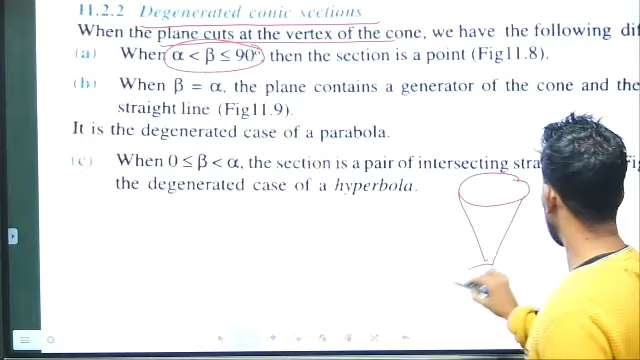 11.2.2 Degenerated conic sections
When the plane cuts at the vertex of the cone, we have the following
(a) When α < β ≤ 90°, then the section is a point (Fig11.8).
(b) When β = α, the plane contains a generator of the cone and the
straight line (Fig11.9).
It is the degenerated case of a parabola.
(c) When 0 ≤ β < α, the section is a pair of intersecting
the degenerated case of a hyperbola.